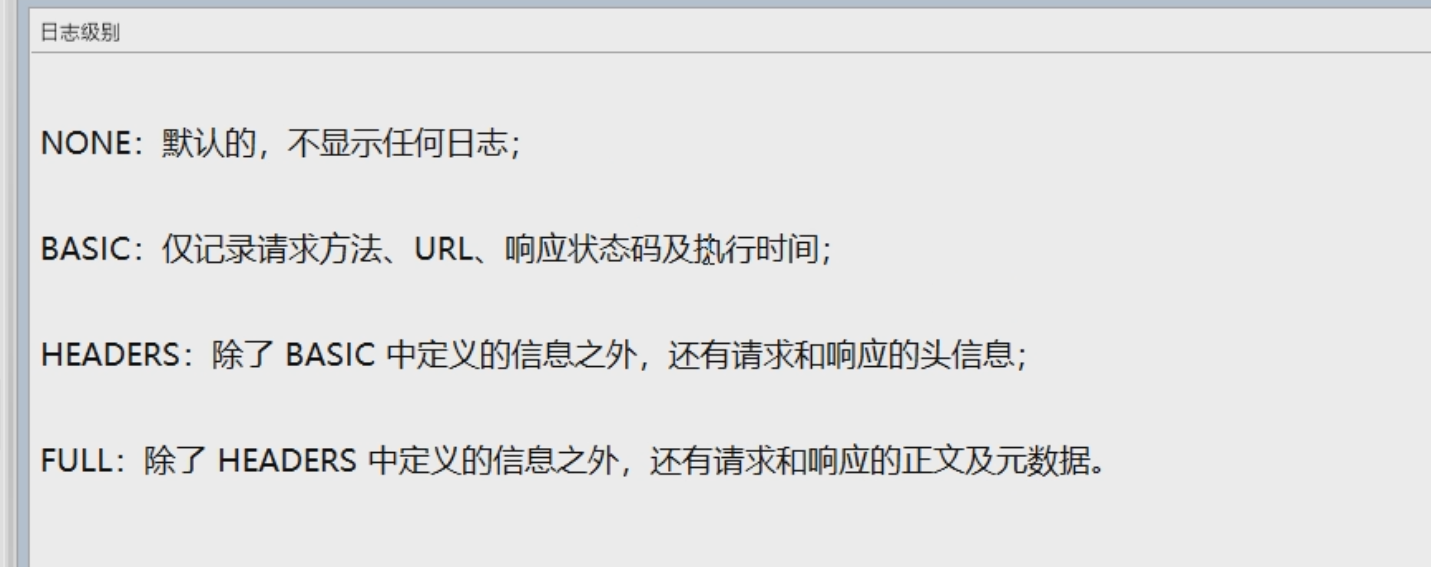 日志级别
NONE：默认的，不显示任何日志；
BASIC：仅记录请求方法、URL、响应状态码及执行时间；
HEADERS：除了 BASIC 中定义的信息之外，还有请求和响应的头信息；
FULL：除了 HEADERS 中定义的信息之外，还有请求和响应的正文及元数据。